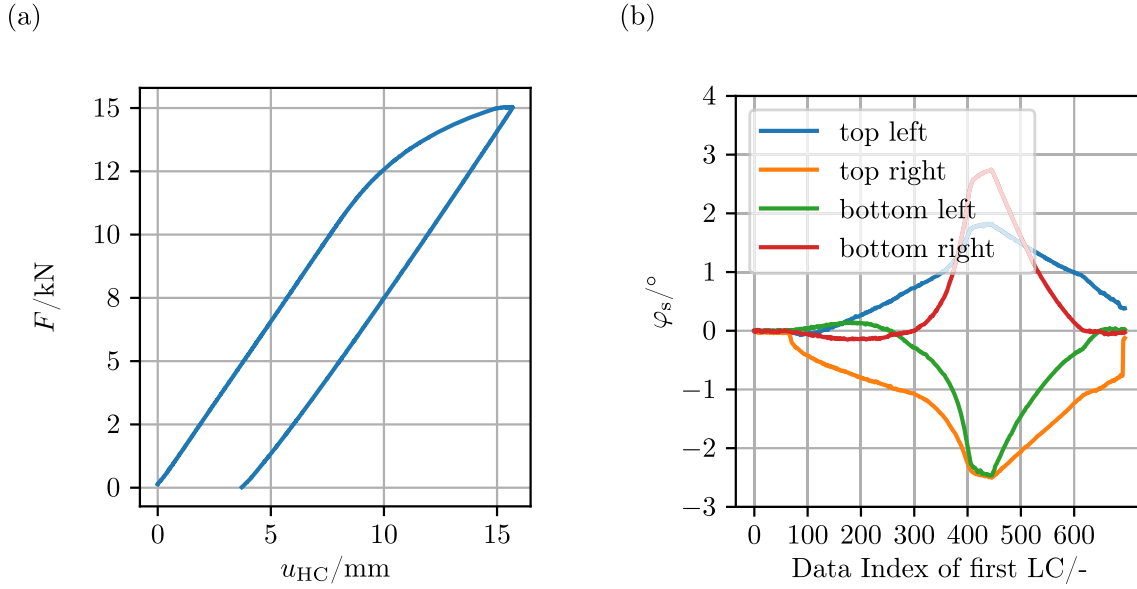 (a)
(b)
15
12
10
8
5
2
0
F/kN
0
5
10
15
u_HC/mm
4
3
2
1
0
−1
−2
−3
φ_s/°
top left
top right
bottom left
bottom right
0
100
200
300
400
500
600
Data Index of first LC/-